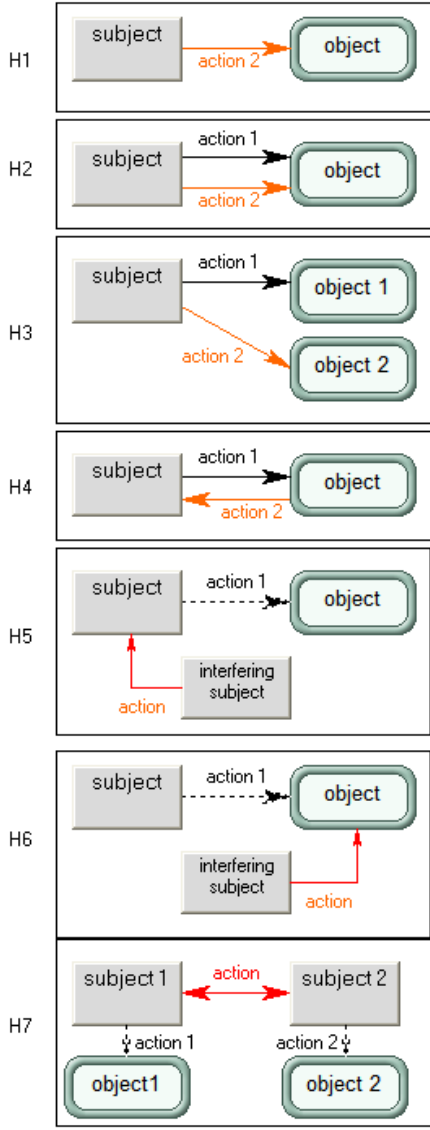 H1
subject
action 2
object
H2
subject
action 1
action 2
object
H3
subject
action 1
object 1
action 2
object 2
H4
subject
action 1
object
action 2
H5
subject
action 1
object
interfering
subject
action
H6
subject
action 1
object
interfering
subject
action
H7
subject 1
action
subject 2
action 1
action 2
object1
object 2